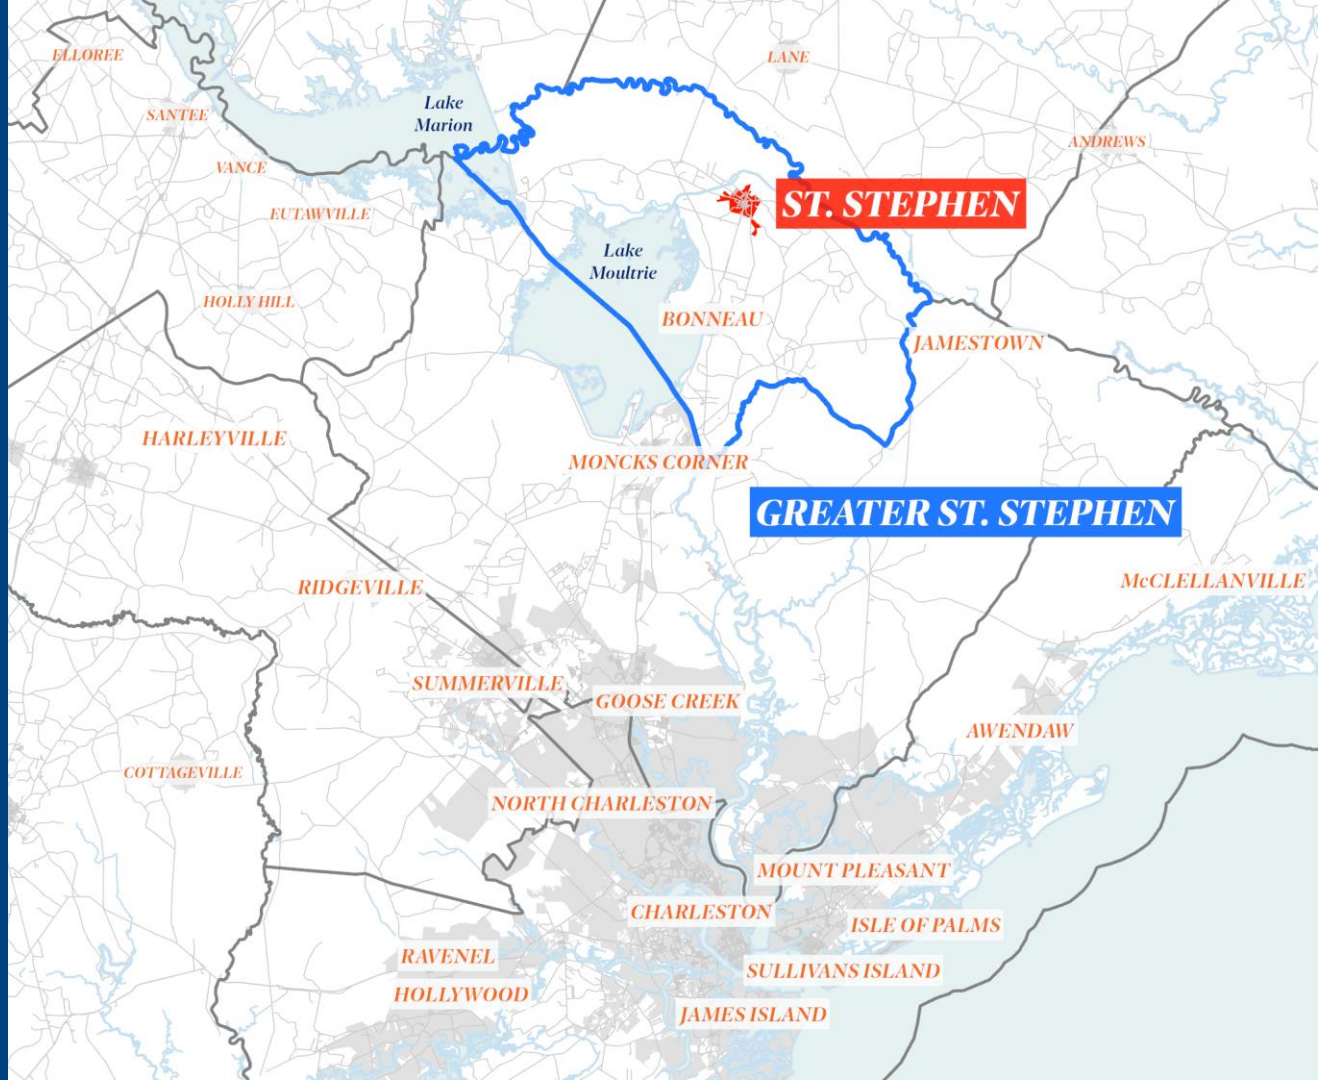 ELLOREE
LANE
Lake
Marion
SANTEE
ANDREWS
VANCE
ST. STEPHEN
EUTAWVILLE
Lake
Moultrie
HOLLY HILL
BONNEAU
JAMESTOWN
HARLEYVILLE
MONCKS CORNER
GREATER ST. STEPHEN
RIDGEVILLE
McCLELLANVILLE
SUMMERVILLE
GOOSE CREEK
AWENDAW
COTTAGEVILLE
NORTH CHARLESTON
MOUNT PLEASANT
CHARLESTON
ISLE OF PALMS
RAVENEL
SULLIVANS ISLAND
HOLLYWOOD
JAMES ISLAND